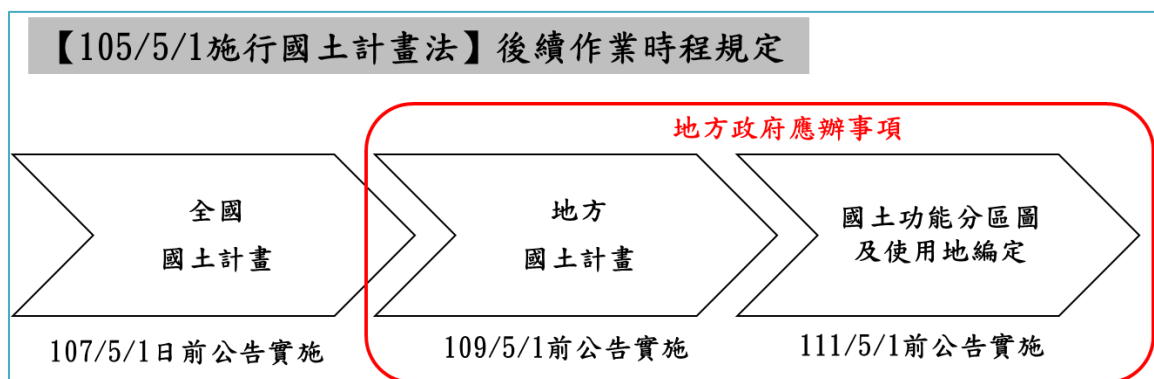 【105/5/1施行國土計畫法】後續作業時程規定
地方政府應辦事項
全國
國土計畫
地方
國土計畫
國土功能分區圖
及使用地編定
107/5/1日前公告實施
109/5/1前公告實施
111/5/1前公告實施